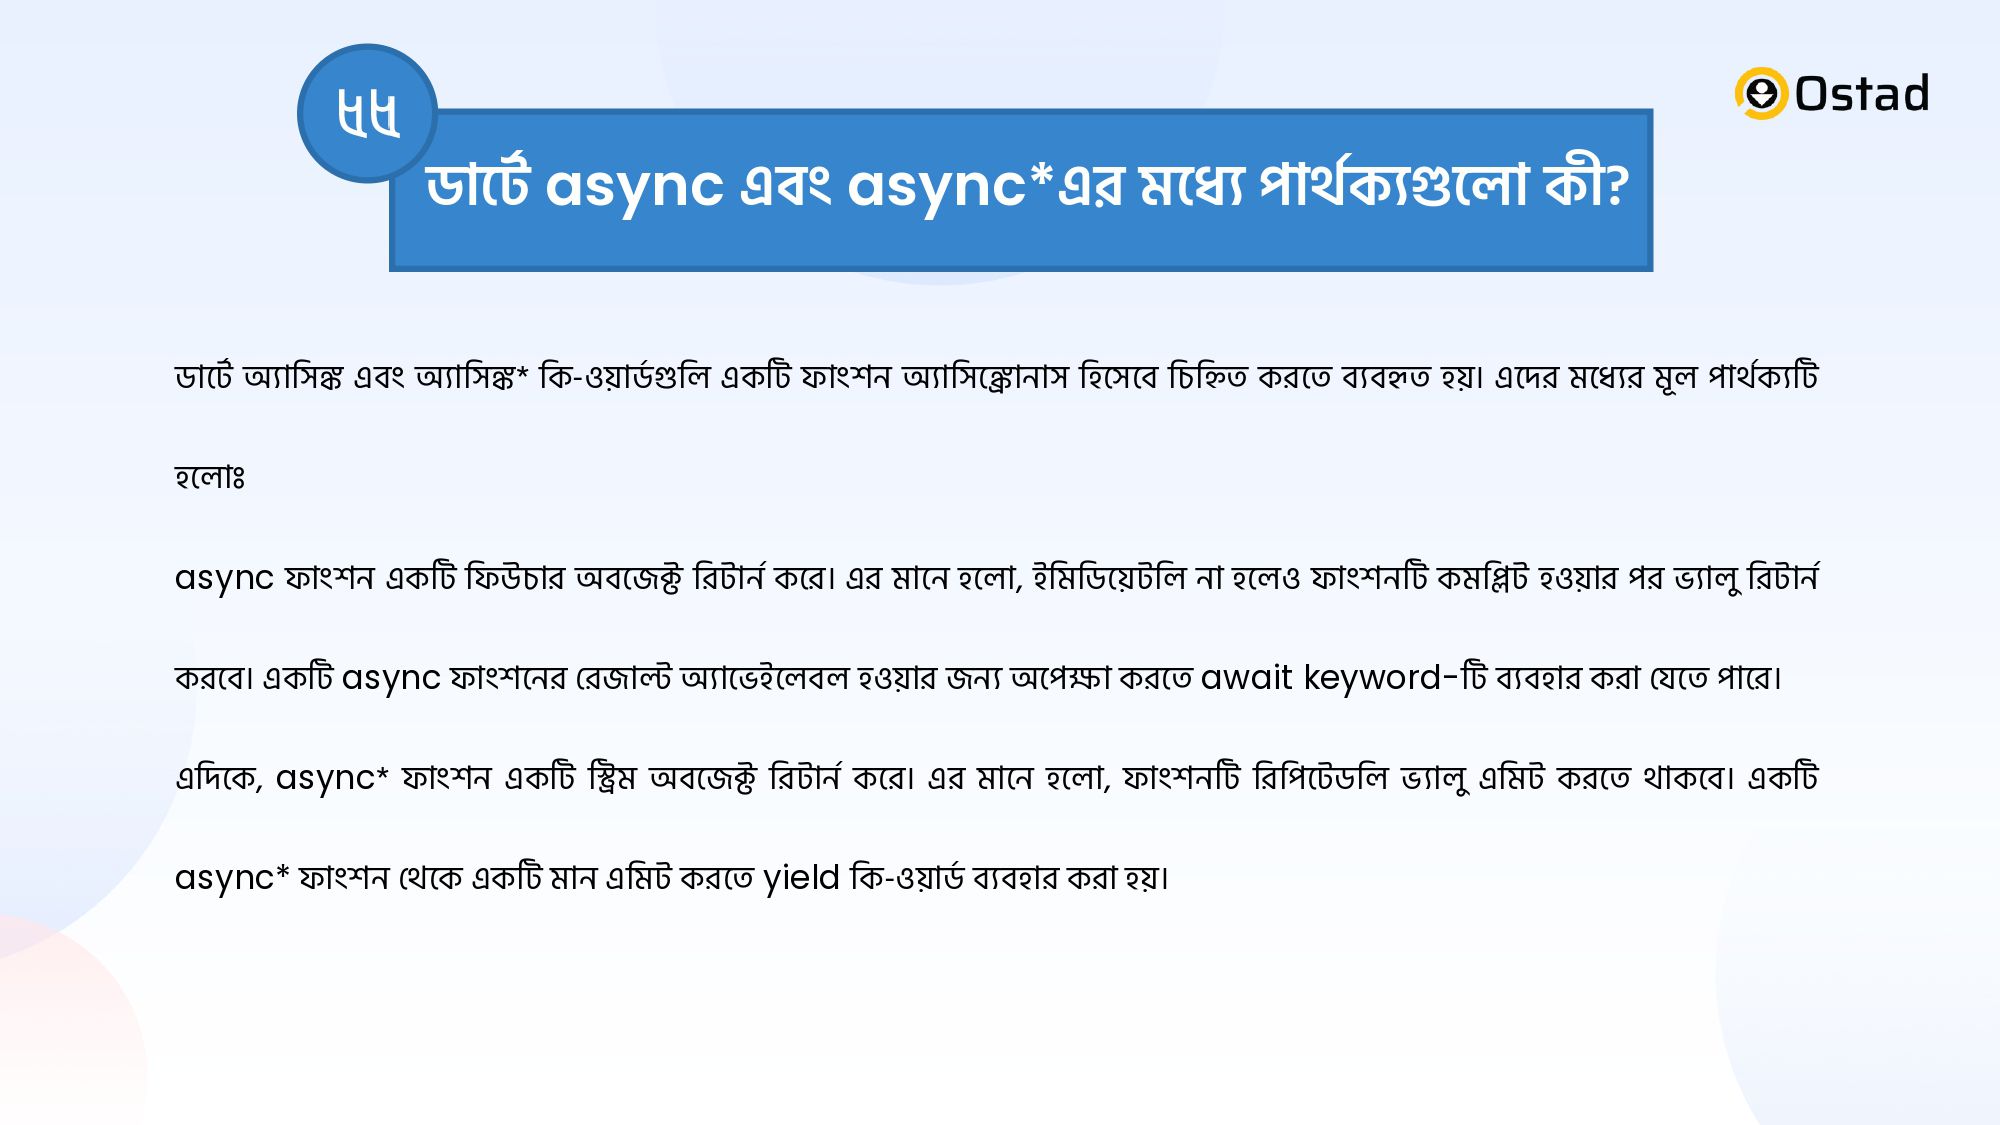 ৫৫
Ostad
ডার্টে async এবং async*এর মধ্যে পার্থক্যগুলো কী?
ডার্টে অ্যাসিঙ্ক এবং অ্যাসিঙ্ক* কি-ওয়ার্ডগুলি একটি ফাংশন অ্যাসিঙ্ক্রোনাস হিসেবে চিহ্নিত করতে ব্যবহৃত হয়। এদের মধ্যের মূল পার্থক্যটি
হলোঃ
async ফাংশন একটি ফিউচার অবজেক্ট রিটার্ন করে। এর মানে হলো, ইমিডিয়েটলি না হলেও ফাংশনটি কমপ্লিট হওয়ার পর ভ্যালু রিটার্ন
করবে। একটি async ফাংশনের রেজাল্ট অ্যাভেইলেবল হওয়ার জন্য অপেক্ষা করতে await keyword-টি ব্যবহার করা যেতে পারে।
এদিকে, async* ফাংশন একটি স্ট্রিম অবজেক্ট রিটার্ন করে। এর মানে হলো, ফাংশনটি রিপিটেডলি ভ্যালু এমিট করতে থাকবে। একটি
async* ফাংশন থেকে একটি মান এমিট করতে yield কি-ওয়ার্ড ব্যবহার করা হয়।